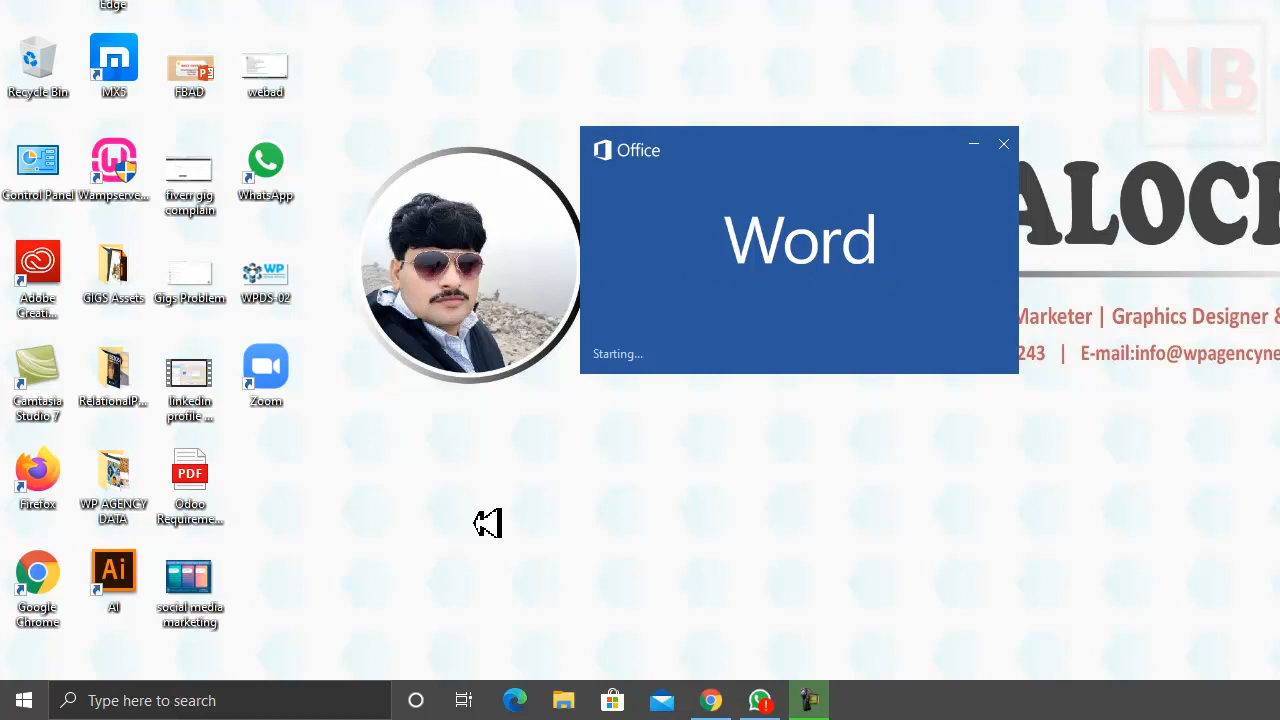 Edge
Recycle Bin
MX5
FBAD
webad
Control Panel
Wampserve...
fiverr gig
complain
WhatsApp
Adobe
Creati...
GIGS Assets
Gigs Problem
WPDS-02
Camtasia
Studio 7
RelationalP...
linkedin
profile ...
Zoom
Firefox
WP AGENCY
DATA
PDF
Odoo
Requireme...
Google
Chrome
Ai
AI
social media
marketing
Office
Word
Starting...
NB
ALOCH
Marketer | Graphics Designer &
243 | E-mail:info@wpagencyne
Type here to search